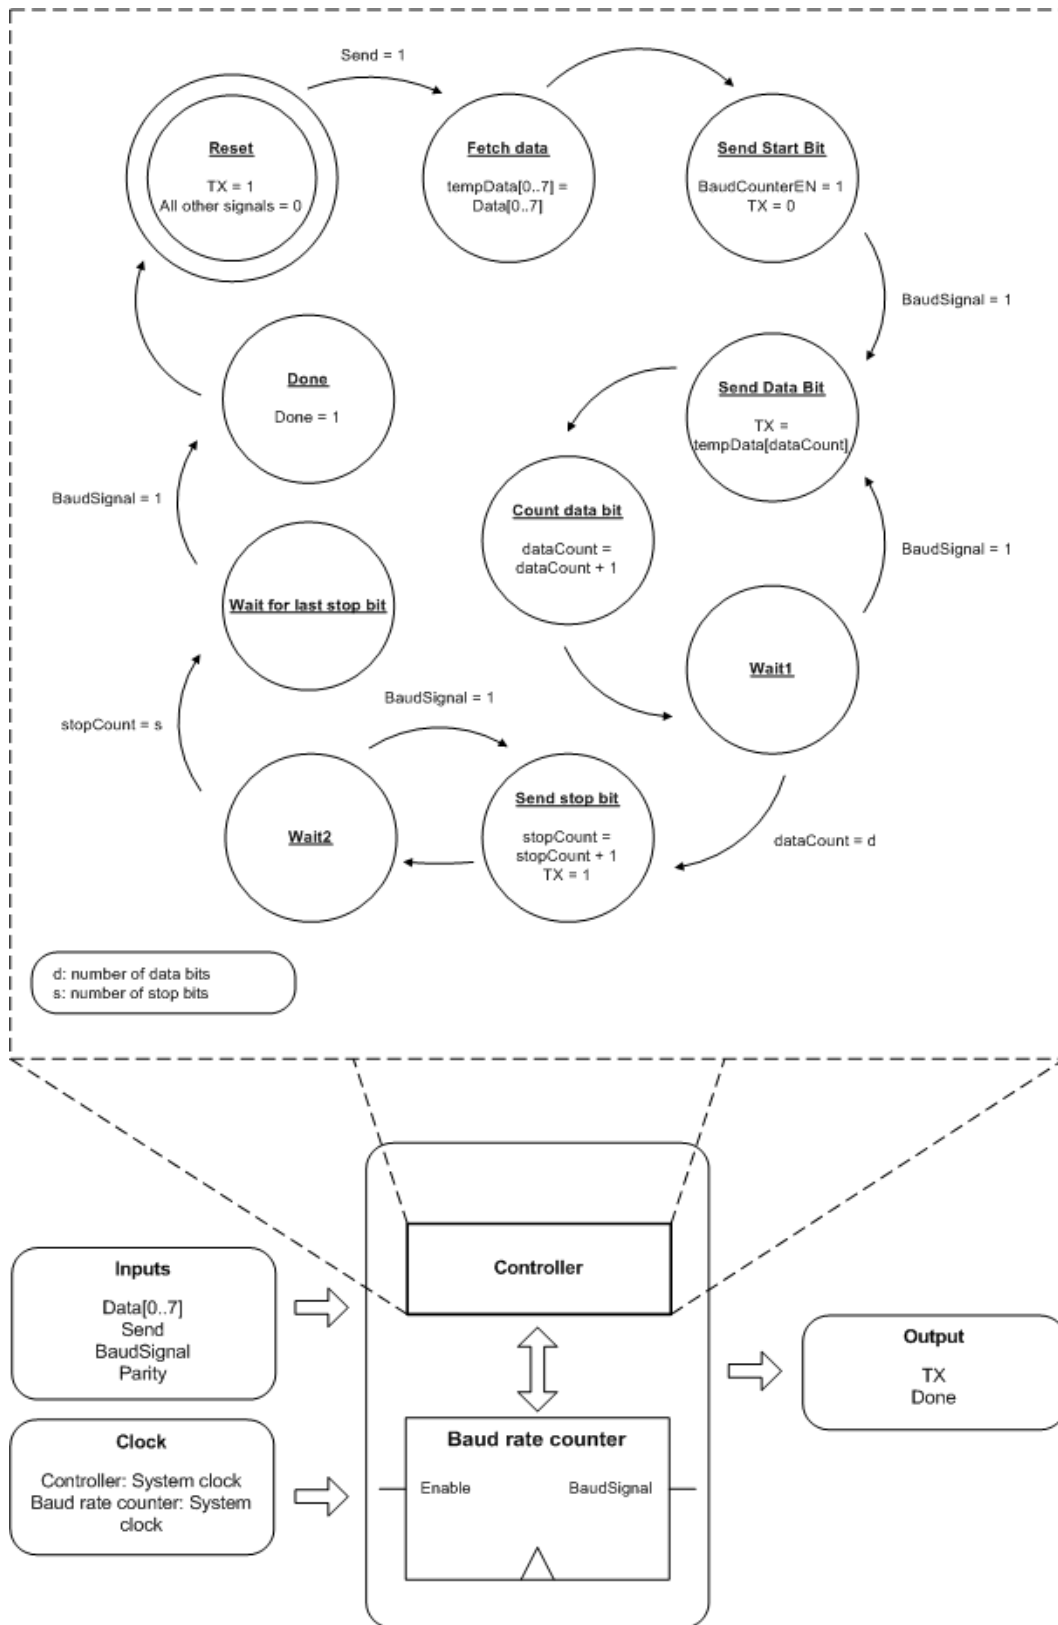 Send = 1
Reset
TX = 1
All other signals = 0
Fetch data
tempData[0..7] =
Data[0..7]
Send Start Bit
BaudCounterEN = 1
TX = 0
BaudSignal = 1
Send Data Bit
TX =
tempData[dataCount]
Done
Done = 1
Count data bit
dataCount =
dataCount + 1
BaudSignal = 1
BaudSignal = 1
Wait for last stop bit
Wait1
BaudSignal = 1
stopCount = s
Send stop bit
stopCount =
stopCount + 1
TX = 1
Wait2
dataCount = d
d: number of data bits
s: number of stop bits
Controller
Inputs
Data[0..7]
Send
BaudSignal
Parity
Output
TX
Done
Clock
Controller: System clock
Baud rate counter: System
clock
Baud rate counter
Enable
BaudSignal